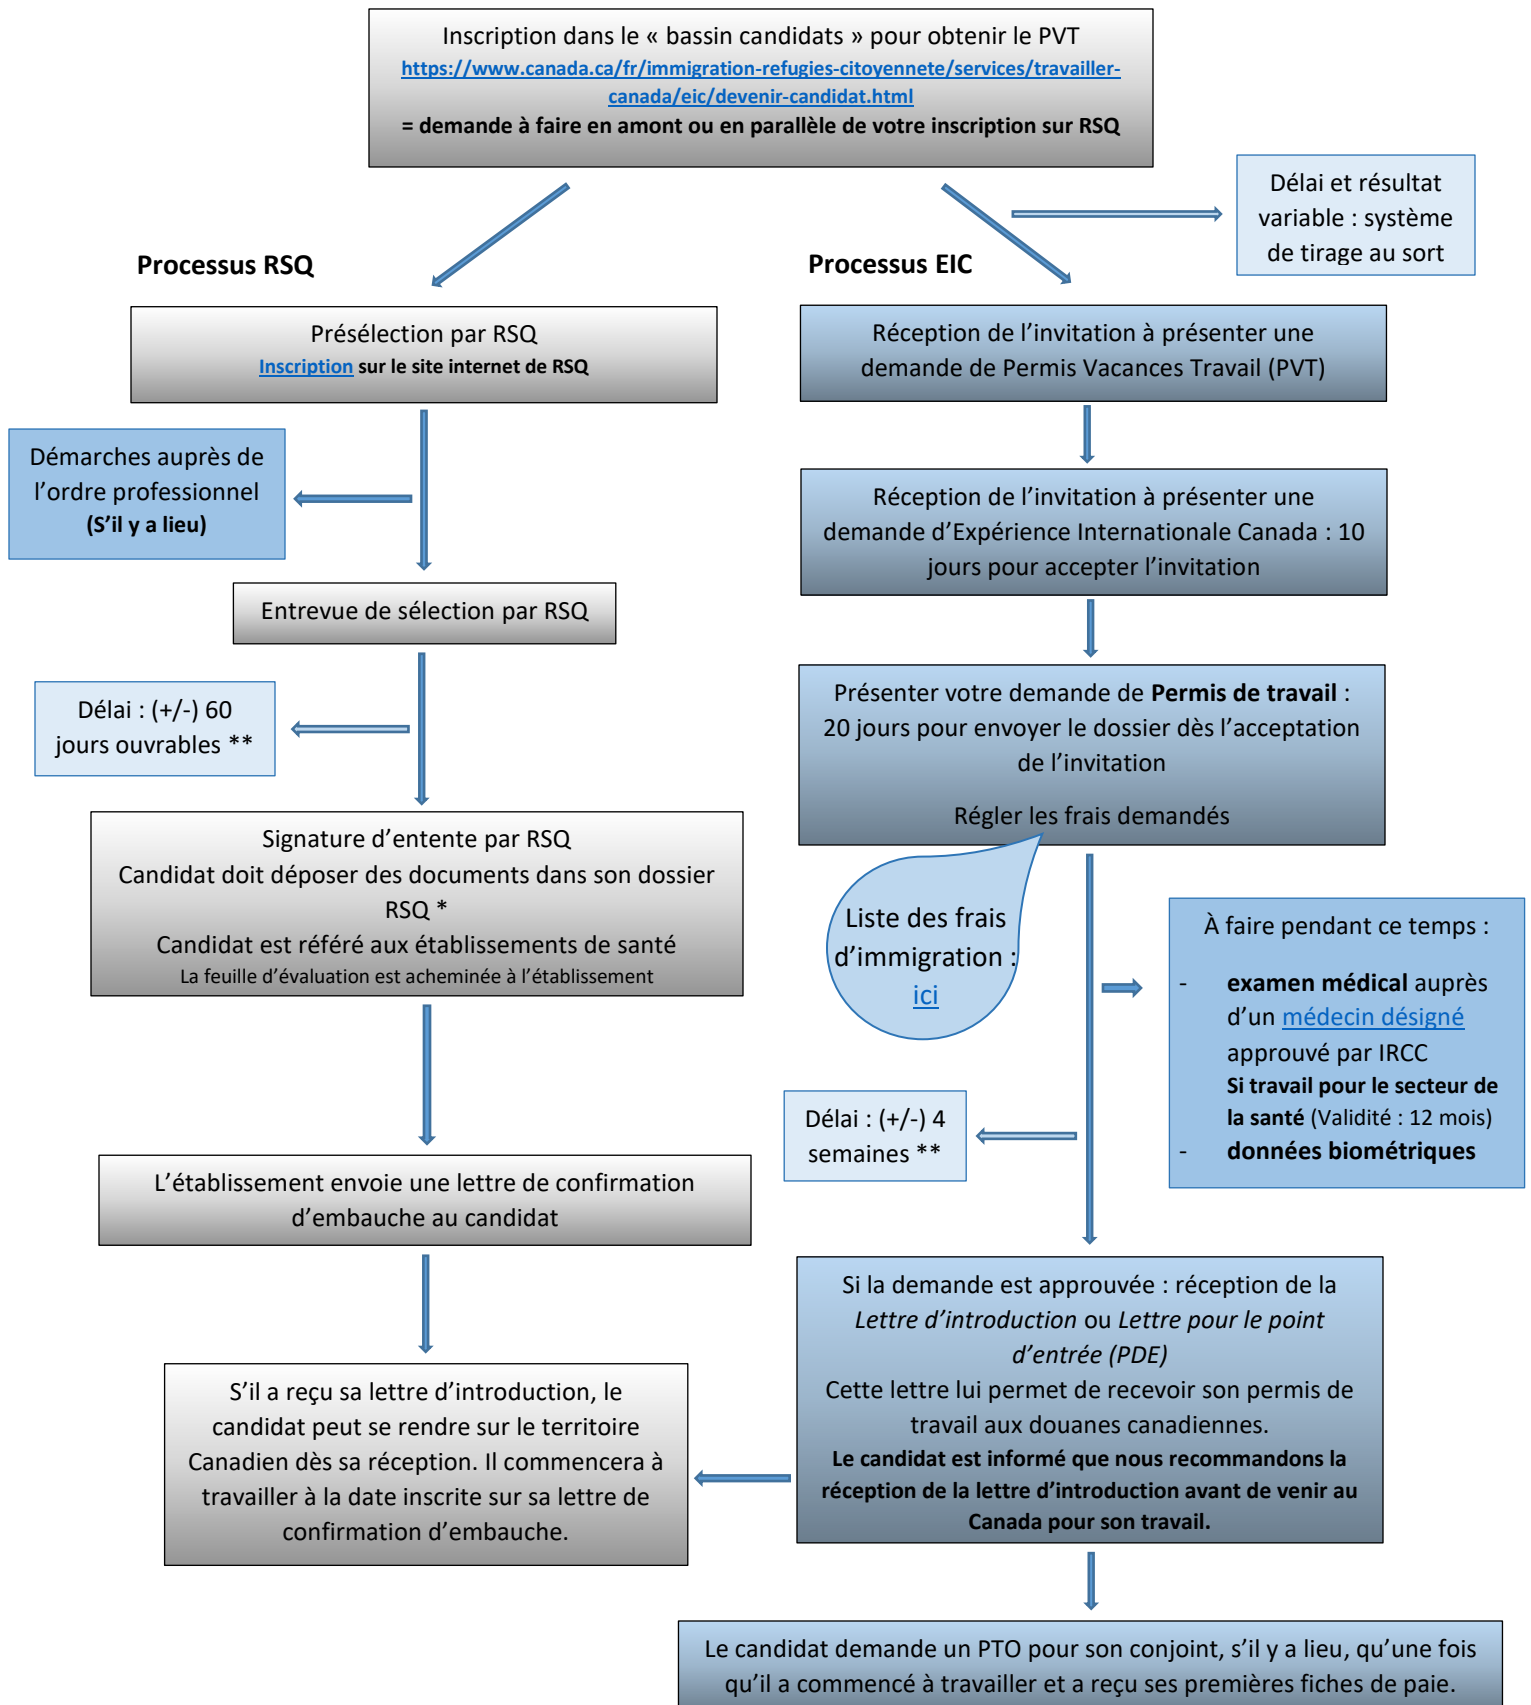 Inscription dans le « bassin candidats » pour obtenir le PVT
https://www.canada.ca/fr/immigration-refugies-citoyennete/services/travailler-
canada/eic/devenir-candidat.html
= demande à faire en amont ou en parallèle de votre inscription sur RSQ
Délai et résultat
variable : système
de tirage au sort
Processus RSQ
Processus EIC
Présélection par RSQ
Inscription sur le site internet de RSQ
Réception de l’invitation à présenter une
demande de Permis Vacances Travail (PVT)
Démarches auprès de
l’ordre professionnel
(S’il y a lieu)
Réception de l’invitation à présenter une
demande d’Expérience Internationale Canada : 10
jours pour accepter l’invitation
Entrevue de sélection par RSQ
Délai : (+/-) 60
jours ouvrables **
Présenter votre demande de Permis de travail :
20 jours pour envoyer le dossier dès l’acceptation
de l’invitation
Régler les frais demandés
Signature d’entente par RSQ
Candidat doit déposer des documents dans son dossier
RSQ *
Candidat est référé aux établissements de santé
La feuille d’évaluation est acheminée à l’établissement
Liste des frais
d’immigration :
ici
À faire pendant ce temps :
- examen médical auprès
d’un médecin désigné
approuvé par IRCC
Si travail pour le secteur de
la santé (Validité : 12 mois)
- données biométriques
Délai : (+/-) 4
semaines **
L’établissement envoie une lettre de confirmation
d’embauche au candidat
Si la demande est approuvée : réception de la
Lettre d’introduction ou Lettre pour le point
d’entrée (PDE)
Cette lettre lui permet de recevoir son permis de
travail aux douanes canadiennes.
Le candidat est informé que nous recommandons la
réception de la lettre d’introduction avant de venir au
Canada pour son travail.
S’il a reçu sa lettre d’introduction, le
candidat peut se rendre sur le territoire
Canadien dès sa réception. Il commencera à
travailler à la date inscrite sur sa lettre de
confirmation d’embauche.
Le candidat demande un PTO pour son conjoint, s’il y a lieu, qu’une fois
qu’il a commencé à travailler et a reçu ses premières fiches de paie.